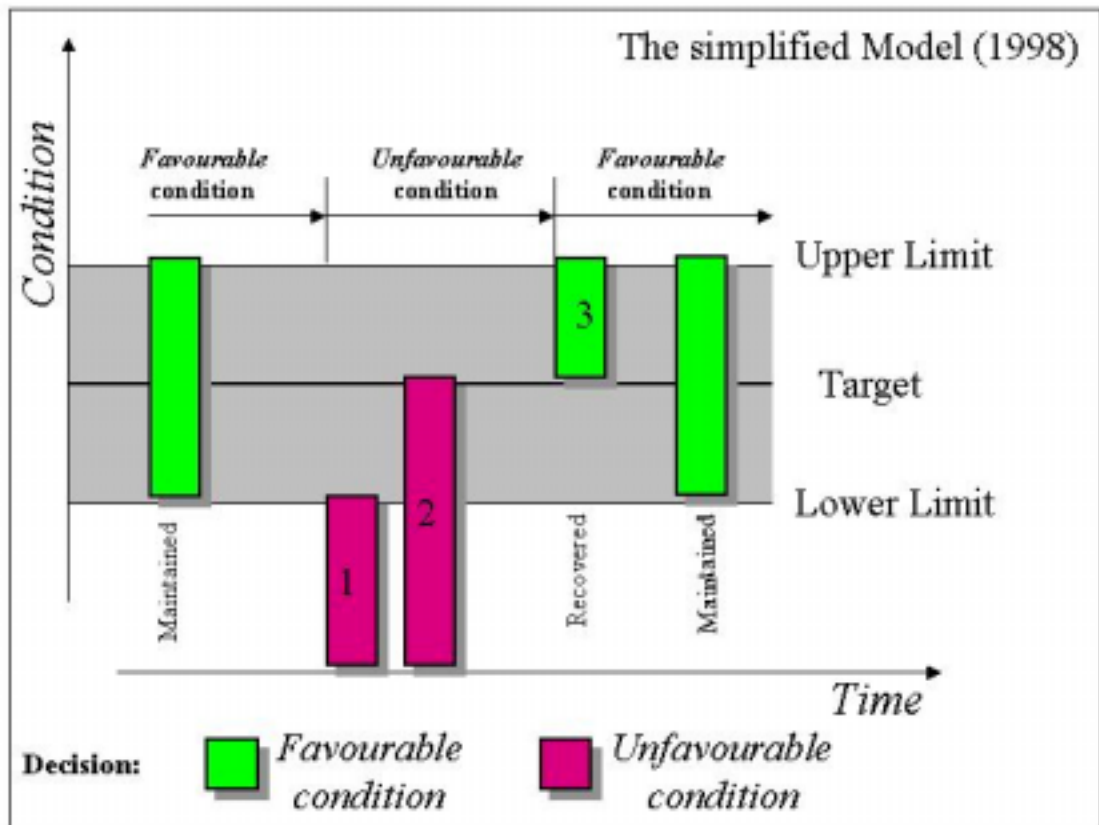 The simplified Model (1998)
Condition
Favourable
condition
Unfavourable
condition
Favourable
condition
Upper Limit
3
Target
Lower Limit
2
1
Maintained
Recovered
Maintained
Time
Decision:
Favourable
condition
Unfavourable
condition